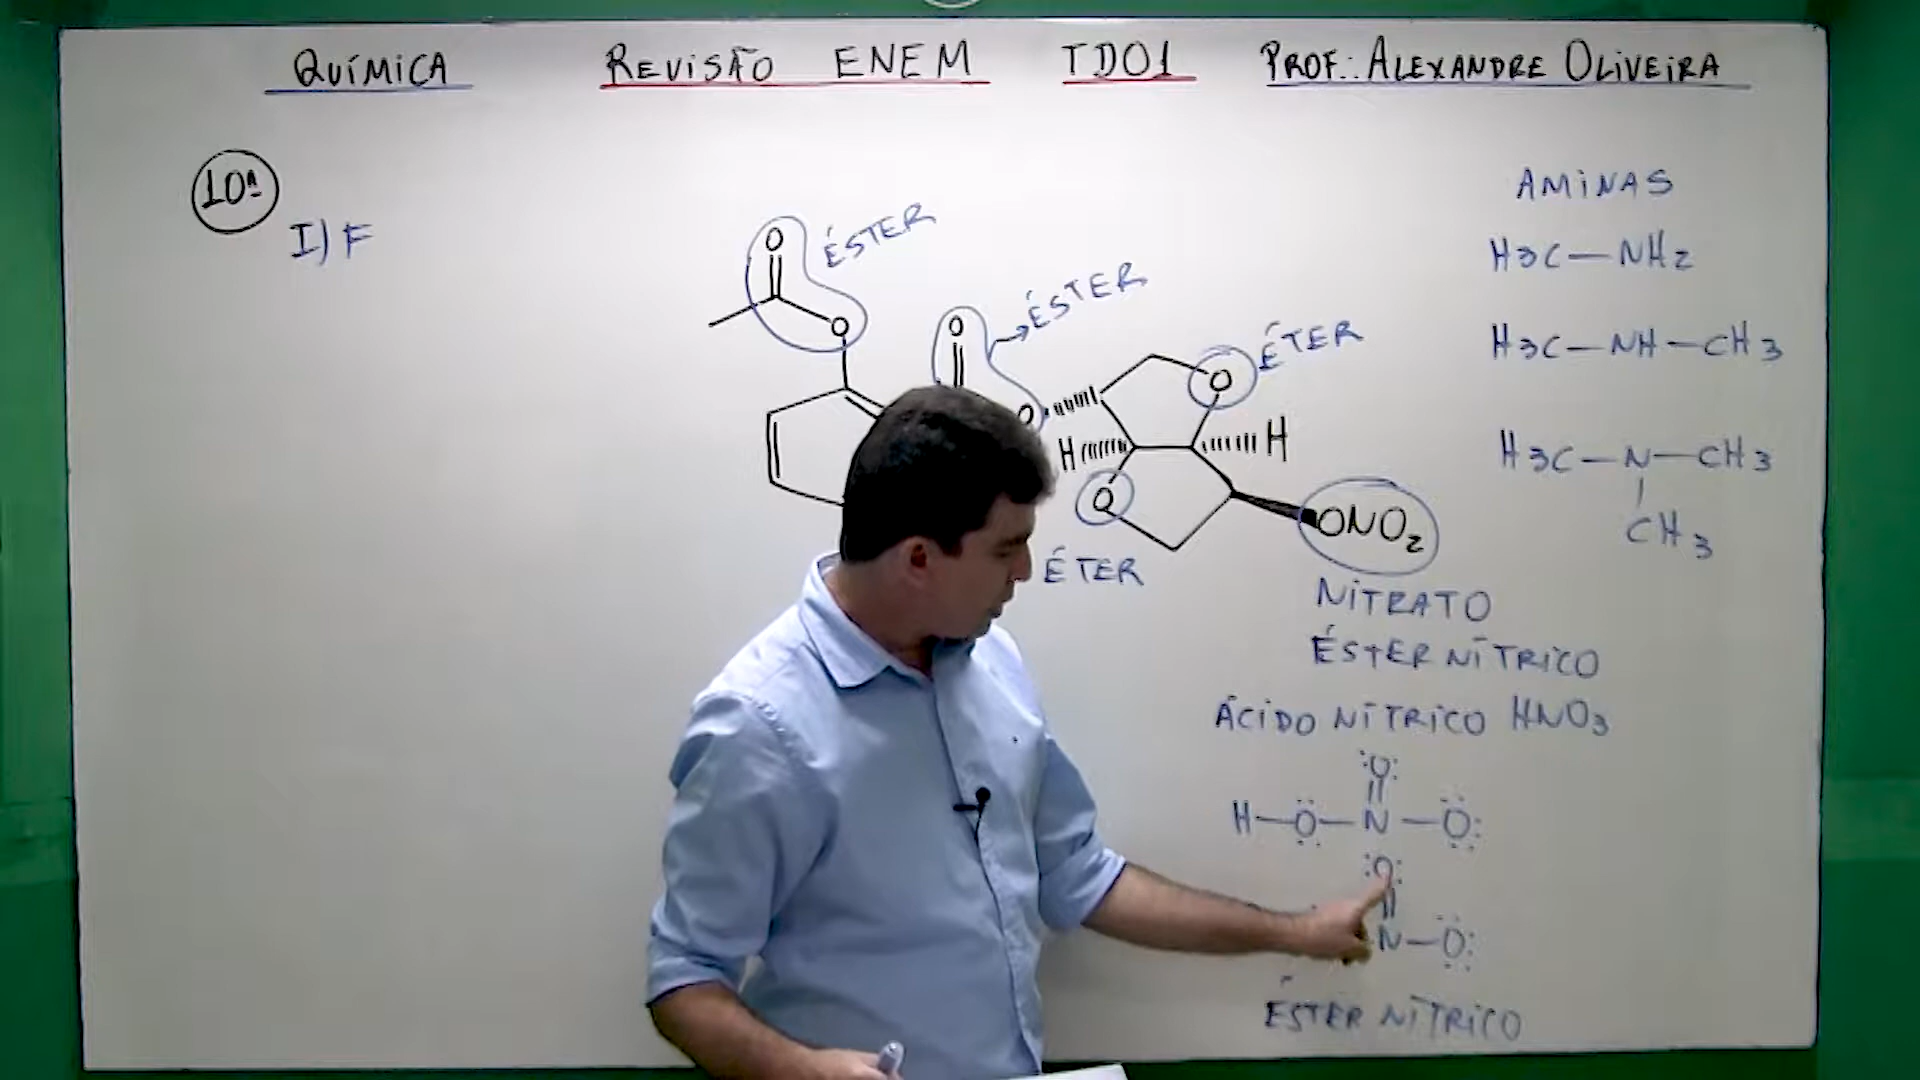 QUÍMICA REVISÃO ENEM TD01 PROF.: ALEXANDRE OLIVEIRA
10ª
I) F
O
ÉSTER
O
O
ÉSTER
O
O
ÉTER
H
H
O
ÉTER
ONO2
NITRATO
ÉSTER NÍTRICO
ÁCIDO NÍTRICO HNO3
O
H—O—N—O
O
N—O
ÉSTER NÍTRICO
AMINAS
H3C—NH2
H3C—NH—CH3
H3C—N—CH3
CH3